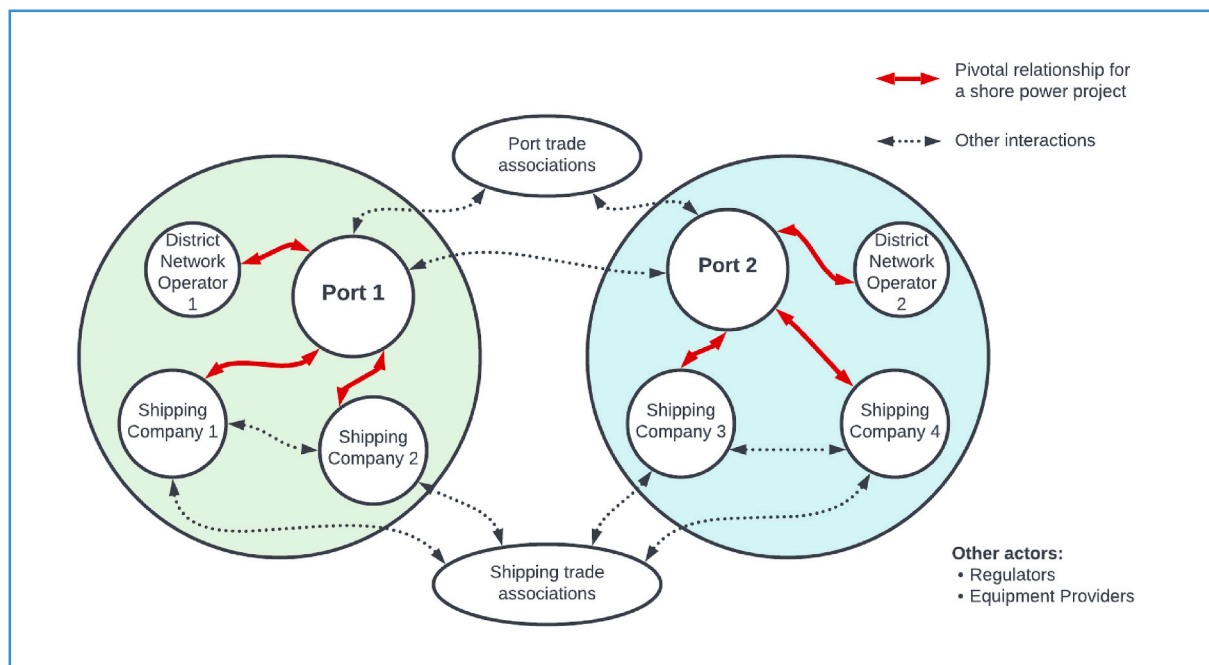 Pivotal relationship for
a shore power project
Other interactions
Port trade
associations
District
Network
Operator
1
Port 1
Port 2
District
Network
Operator
2
Shipping
Company 1
Shipping
Company 2
Shipping
Company 3
Shipping
Company 4
Shipping trade
associations
Other actors:
• Regulators
• Equipment Providers